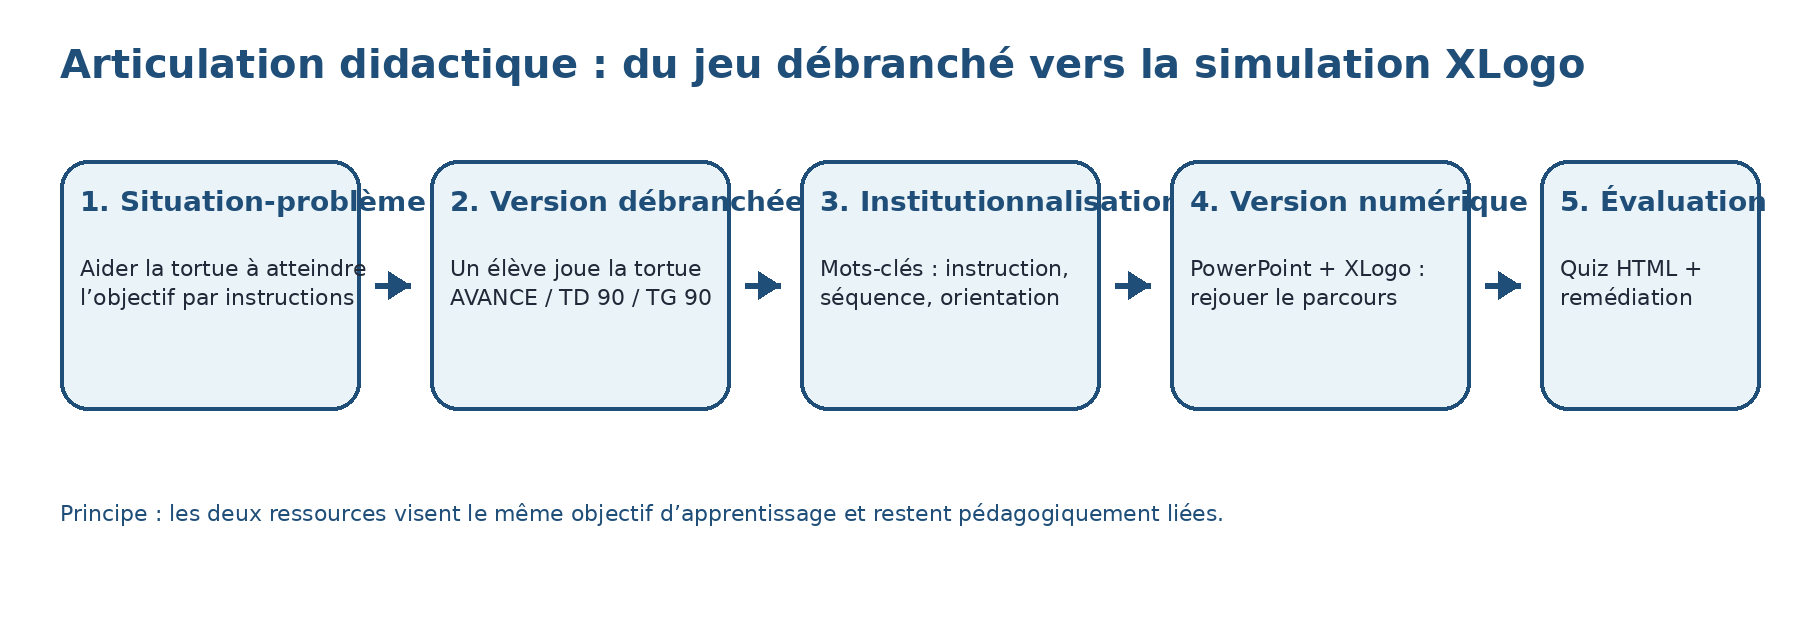 Articulation didactique : du jeu débranché vers la simulation XLogo
1. Situation-problème
Aider la tortue à atteindre
l’objectif par instructions
2. Version débranchée
Un élève joue la tortue
AVANCE / TD 90 / TG 90
3. Institutionnalisation
Mots-clés : instruction,
séquence, orientation
4. Version numérique
PowerPoint + XLogo :
rejouer le parcours
5. Évaluation
Quiz HTML +
remédiation
Principe : les deux ressources visent le même objectif d’apprentissage et restent pédagogiquement liées.